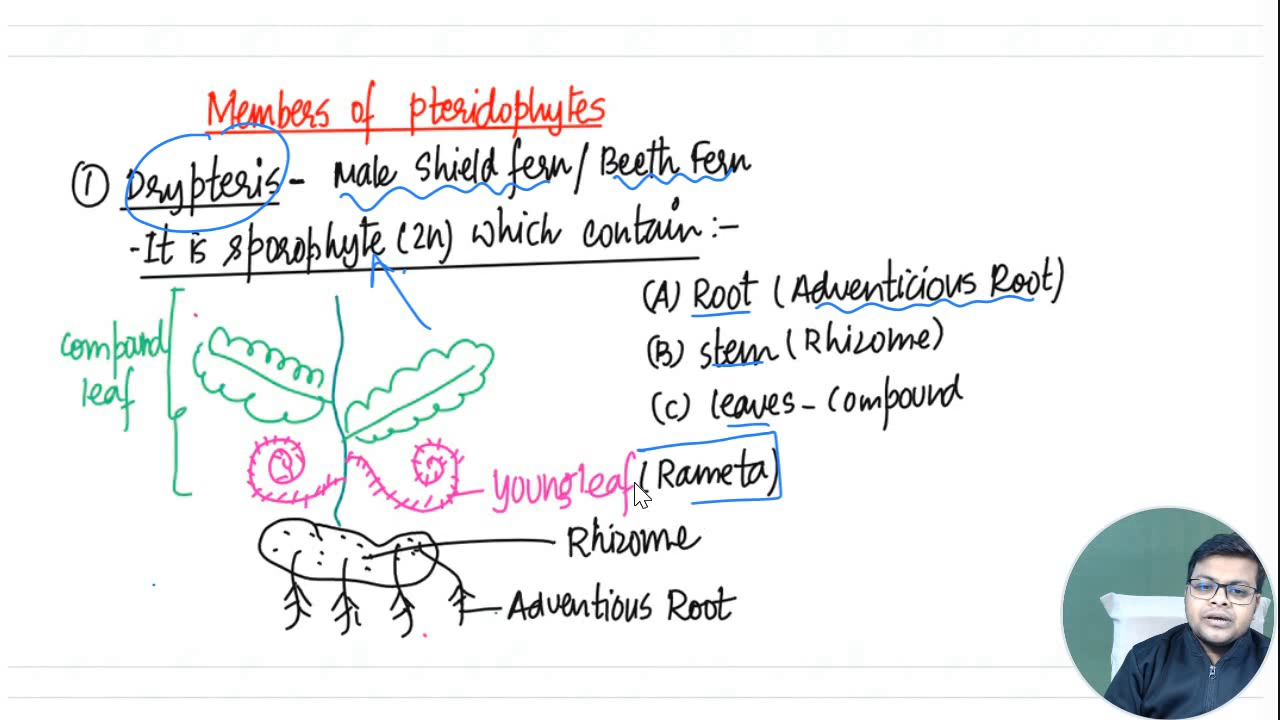 Members of pteridophytes
① Drypteris - Male Shield fern / Beeth Fern
- It is sporophyte (2n) which contain :-
(A) Root (Adventicious Root)
(B) stem (Rhizome)
(C) leaves - compound
compound
leaf
young leaf (Rameta)
Rhizome
Adventious Root